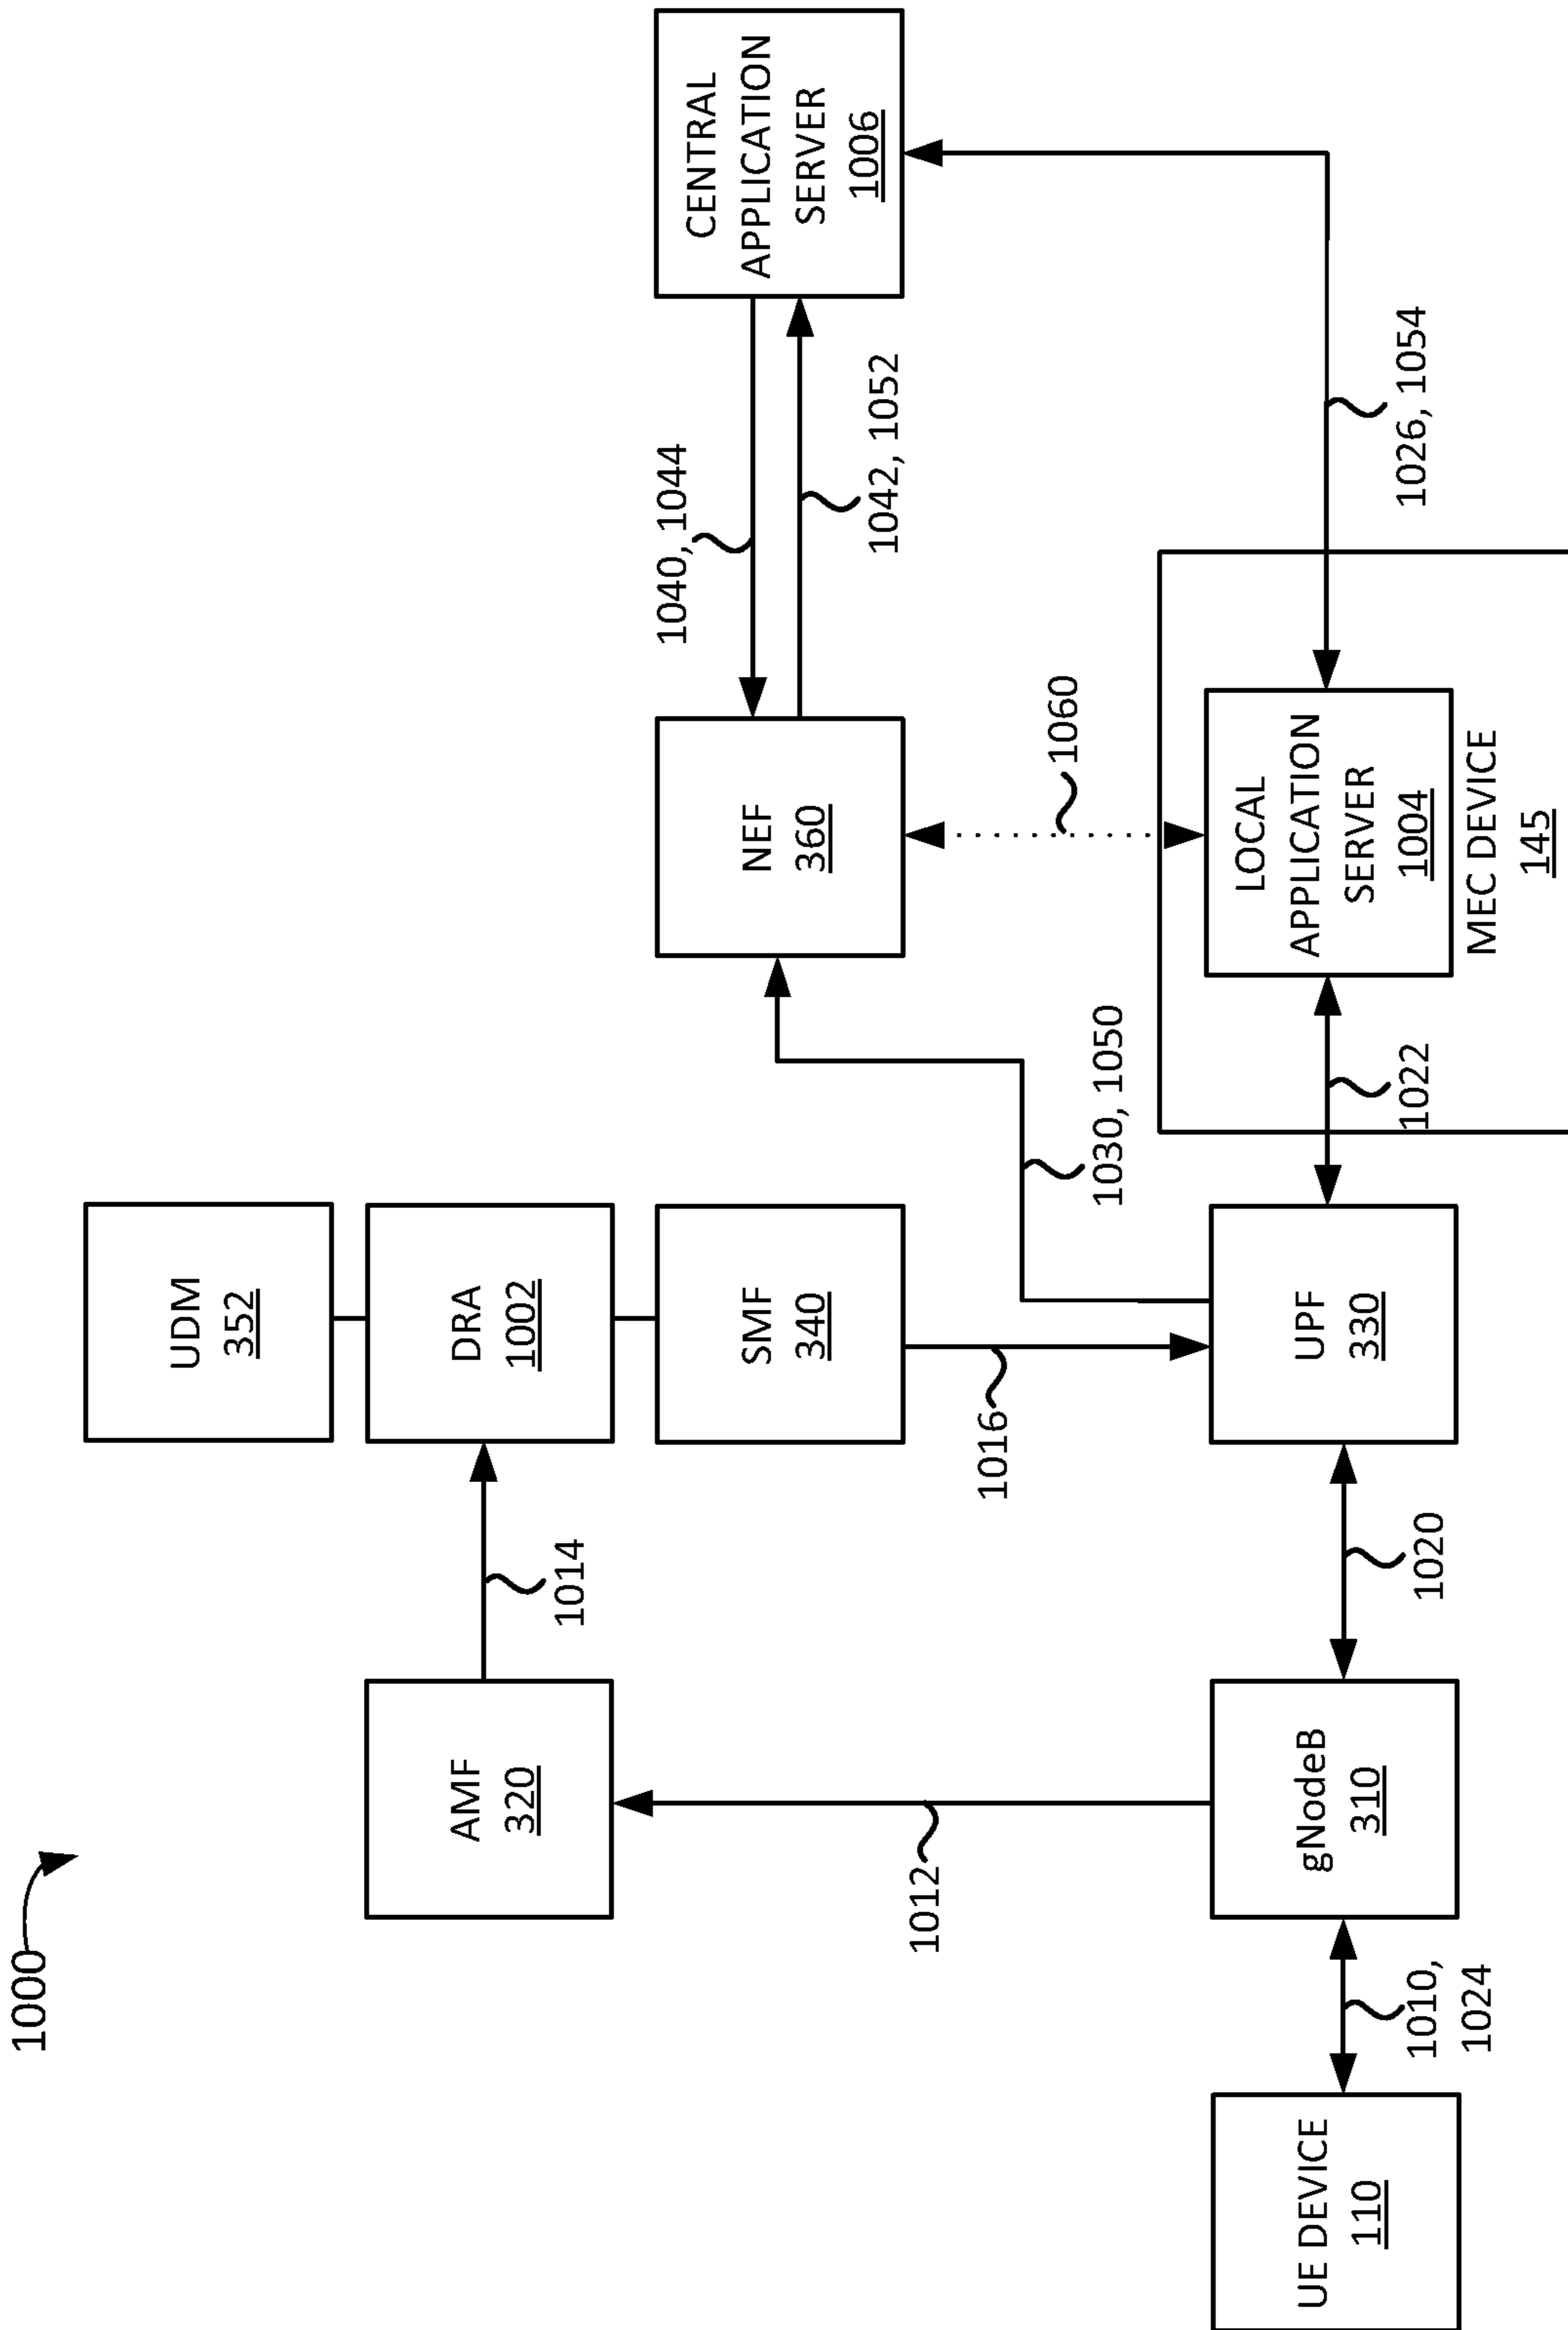 1000
UDM
352
DRA
1002
SMF
340
AMF
320
1014
1012
1016
NEF
360
CENTRAL
APPLICATION
SERVER
1006
1040, 1044
1042, 1052
1030, 1050
1060
1026, 1054
UE DEVICE
110
1010,
1024
gNodeB
310
1020
UPF
330
1022
LOCAL
APPLICATION
SERVER
1004
MEC DEVICE
145